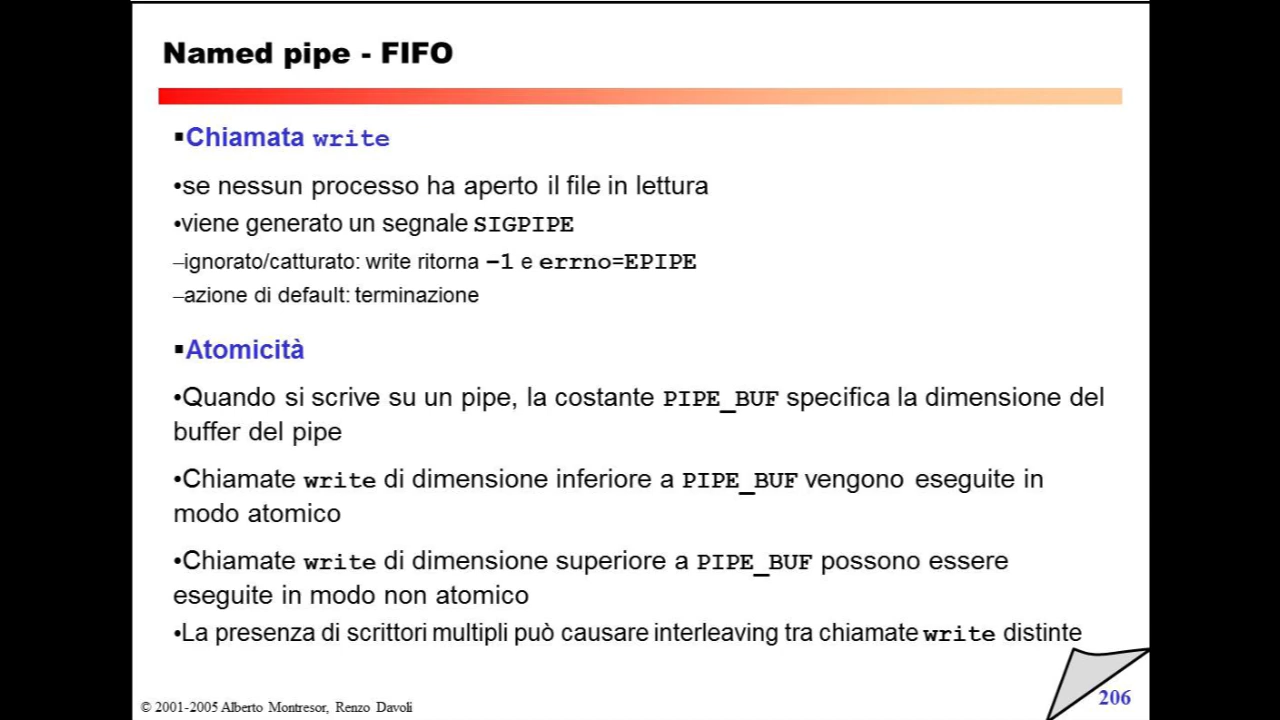 Named pipe - FIFO
▪Chiamata write
•se nessun processo ha aperto il file in lettura
•viene generato un segnale SIGPIPE
–ignorato/catturato: write ritorna –1 e errno=EPIPE
–azione di default: terminazione
▪Atomicità
•Quando si scrive su un pipe, la costante PIPE_BUF specifica la dimensione del
buffer del pipe
•Chiamate write di dimensione inferiore a PIPE_BUF vengono eseguite in
modo atomico
•Chiamate write di dimensione superiore a PIPE_BUF possono essere
eseguite in modo non atomico
•La presenza di scrittori multipli può causare interleaving tra chiamate write distinte
© 2001-2005 Alberto Montresor, Renzo Davoli
206